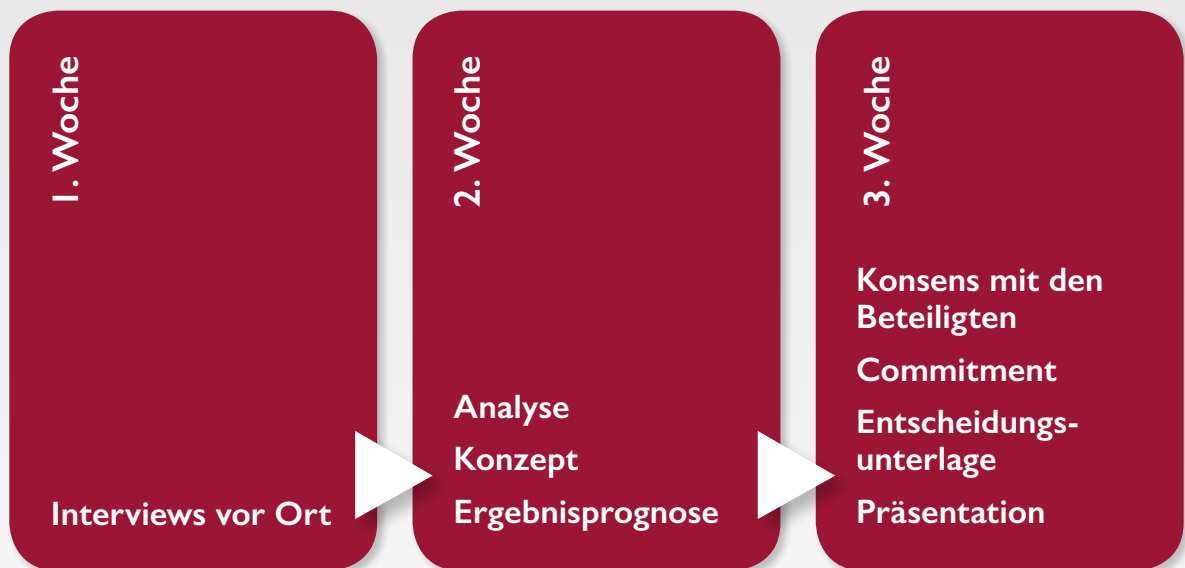 1. Woche
Interviews vor Ort
2. Woche
Analyse
Konzept
Ergebnisprognose
3. Woche
Konsens mit den
Beteiligten
Commitment
Entscheidungs-
unterlage
Präsentation